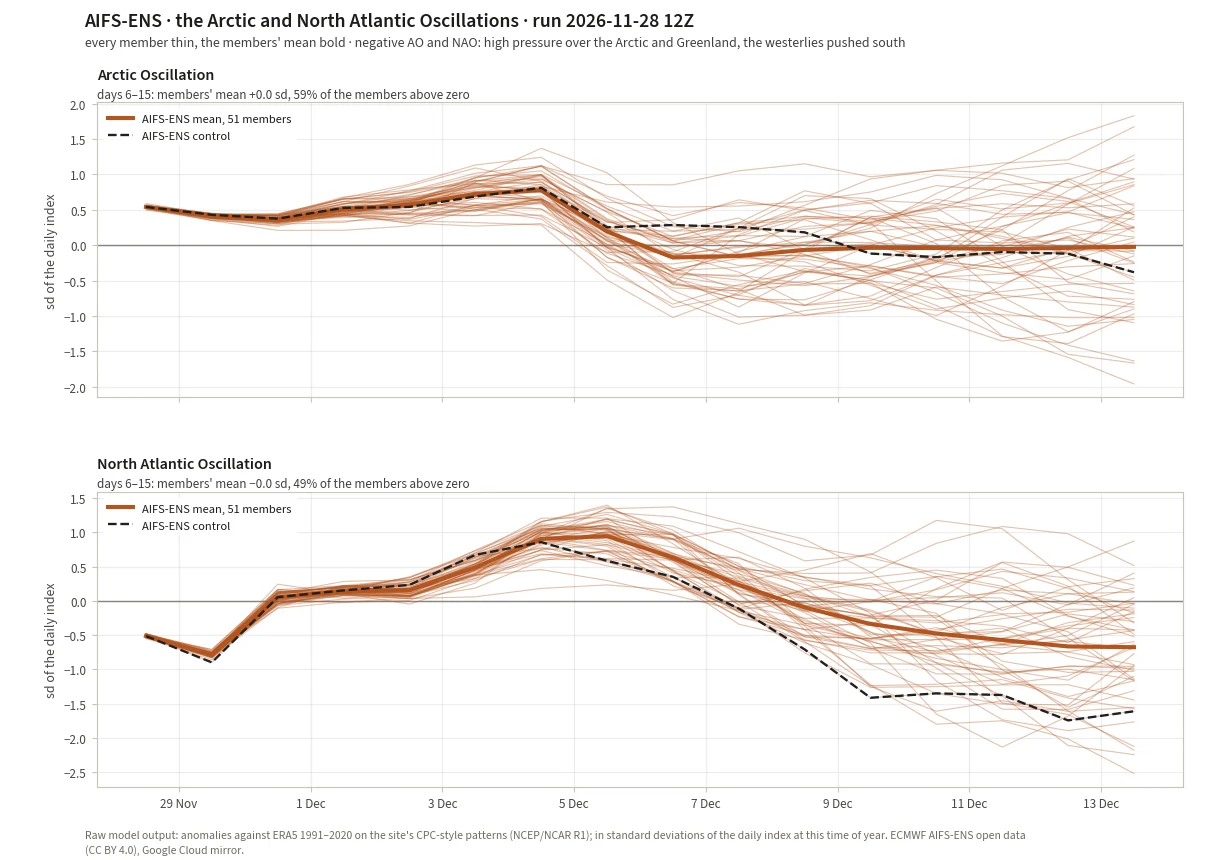 AIFS-ENS · the Arctic and North Atlantic Oscillations · run 2026-11-28 12Z
every member thin, the members' mean bold · negative AO and NAO: high pressure over the Arctic and Greenland, the westerlies pushed south
Arctic Oscillation
days 6–15: members' mean +0.0 sd, 59% of the members above zero
AIFS-ENS mean, 51 members
AIFS-ENS control
sd of the daily index
2.0
1.5
1.0
0.5
0.0
−0.5
−1.0
−1.5
−2.0
North Atlantic Oscillation
days 6–15: members' mean −0.0 sd, 49% of the members above zero
AIFS-ENS mean, 51 members
AIFS-ENS control
sd of the daily index
1.5
1.0
0.5
0.0
−0.5
−1.0
−1.5
−2.0
−2.5
29 Nov 1 Dec 3 Dec 5 Dec 7 Dec 9 Dec 11 Dec 13 Dec
Raw model output: anomalies against ERA5 1991–2020 on the site's CPC-style patterns (NCEP/NCAR R1); in standard deviations of the daily index at this time of year. ECMWF AIFS-ENS open data
(CC BY 4.0), Google Cloud mirror.